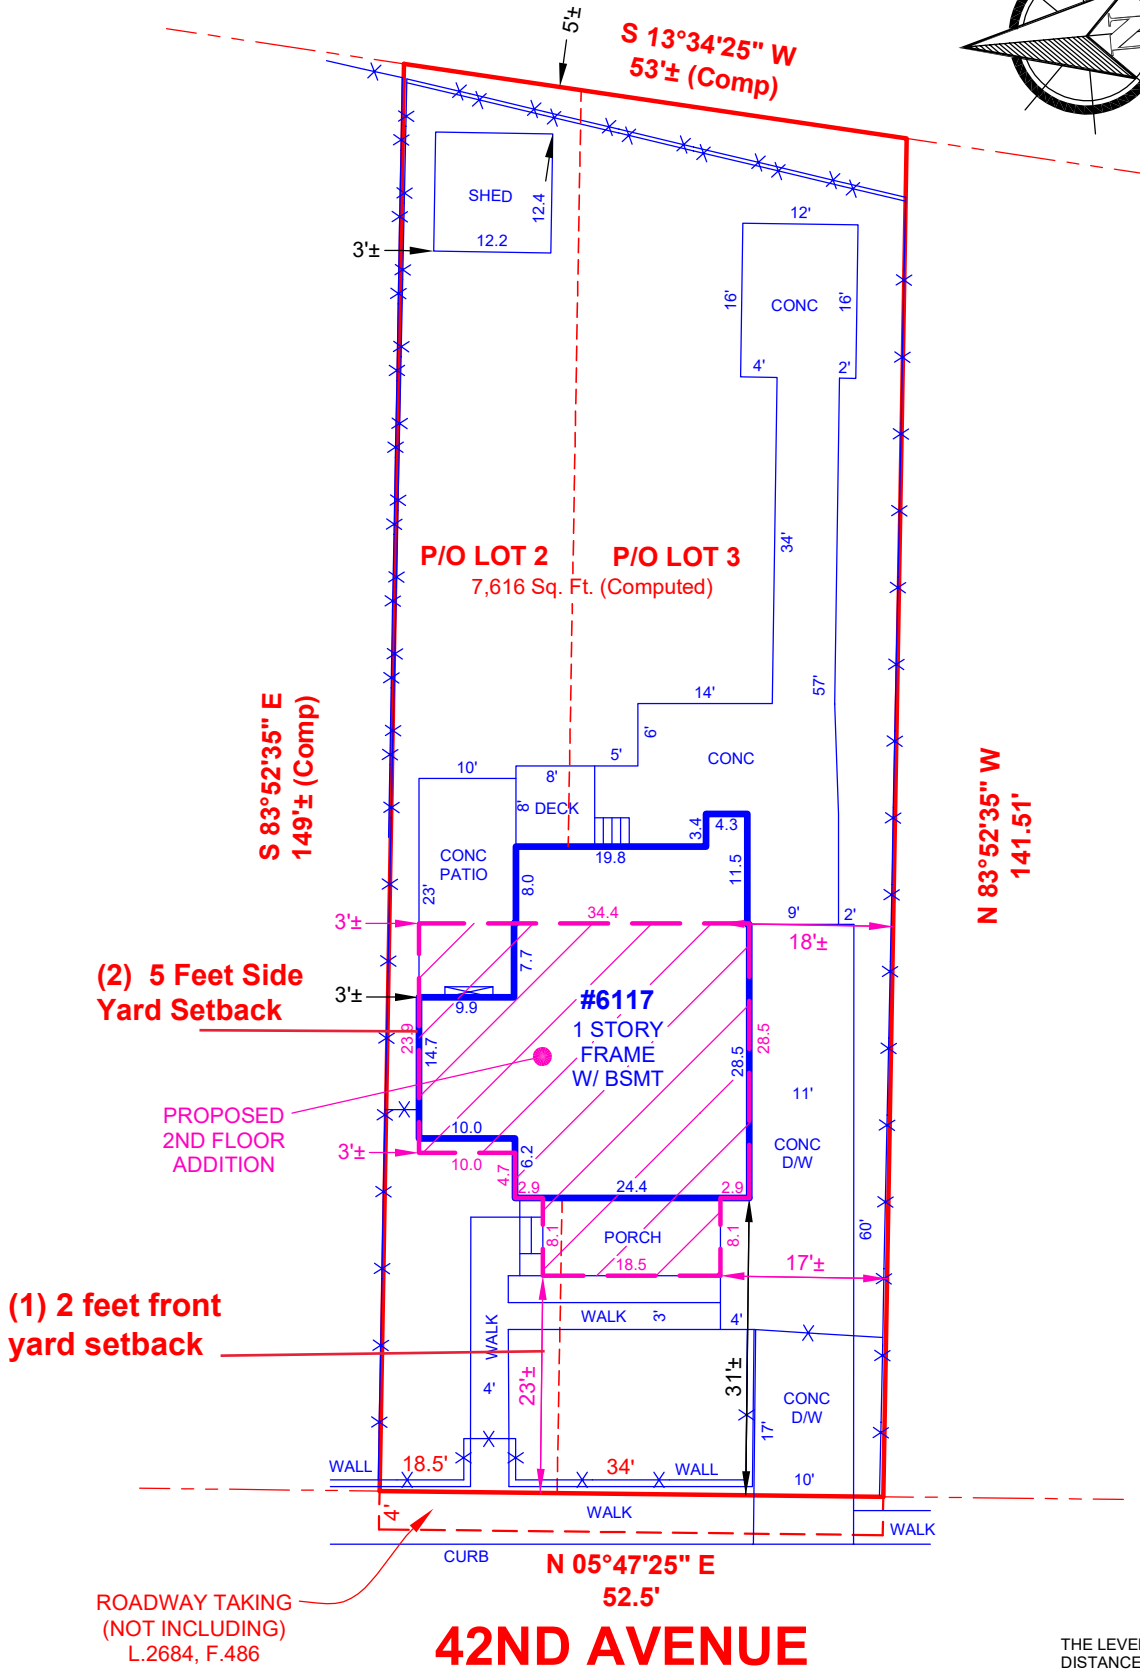 5'±
S 13°34'25" W
53'± (Comp)
N
SHED
12.4
12.2
3'±
12'
16'
CONC
16'
4'
2'
34'
P/O LOT 2
P/O LOT 3
7,616 Sq. Ft. (Computed)
57'
14'
6'
5'
CONC
S 83°52'35" E
149'± (Comp)
N 83°52'35" W
141.51'
10'
8'
8'
DECK
3.4
4.3
19.8
11.5
CONC
PATIO
23'
8.0
3'±
34.4
9'
2'
18'±
7.7
(2) 5 Feet Side
Yard Setback
3'±
9.9
#6117
1 STORY
FRAME
W/ BSMT
23.9
14.7
28.5
28.5
11'
PROPOSED
2ND FLOOR
ADDITION
10.0
6.2
3'±
10.0
4.7
CONC
D/W
2.9
24.4
2.9
8.1
PORCH
8.1
18.5
60'
17'±
(1) 2 feet front
yard setback
WALK
WALK
3'
4'
4'
23'±
31'±
CONC
D/W
17'
WALL
18.5'
34'
WALL
10'
4'
WALK
WALK
CURB
N 05°47'25" E
52.5'
ROADWAY TAKING
(NOT INCLUDING)
L.2684, F.486
42ND AVENUE
THE LEVEL
DISTANCE